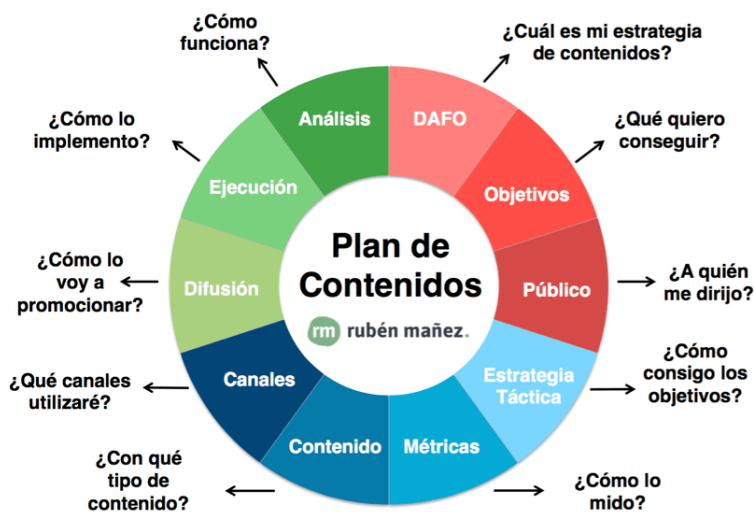 ¿Cómo
funciona?
¿Cuál es mi estrategia
de contenidos?
¿Cómo lo
implemento?
Análisis
DAFO
¿Qué quiero
conseguir?
Ejecución
Objetivos
Plan de
Contenidos
rm rubén mañez.
¿Cómo lo
voy a
promocionar?
Difusión
Público
¿A quién
me dirijo?
¿Qué canales
utilizaré?
Canales
Estrategia
Táctica
¿Cómo
consigo los
objetivos?
Contenido
Métricas
¿Con qué
tipo de
contenido?
¿Cómo lo
mido?